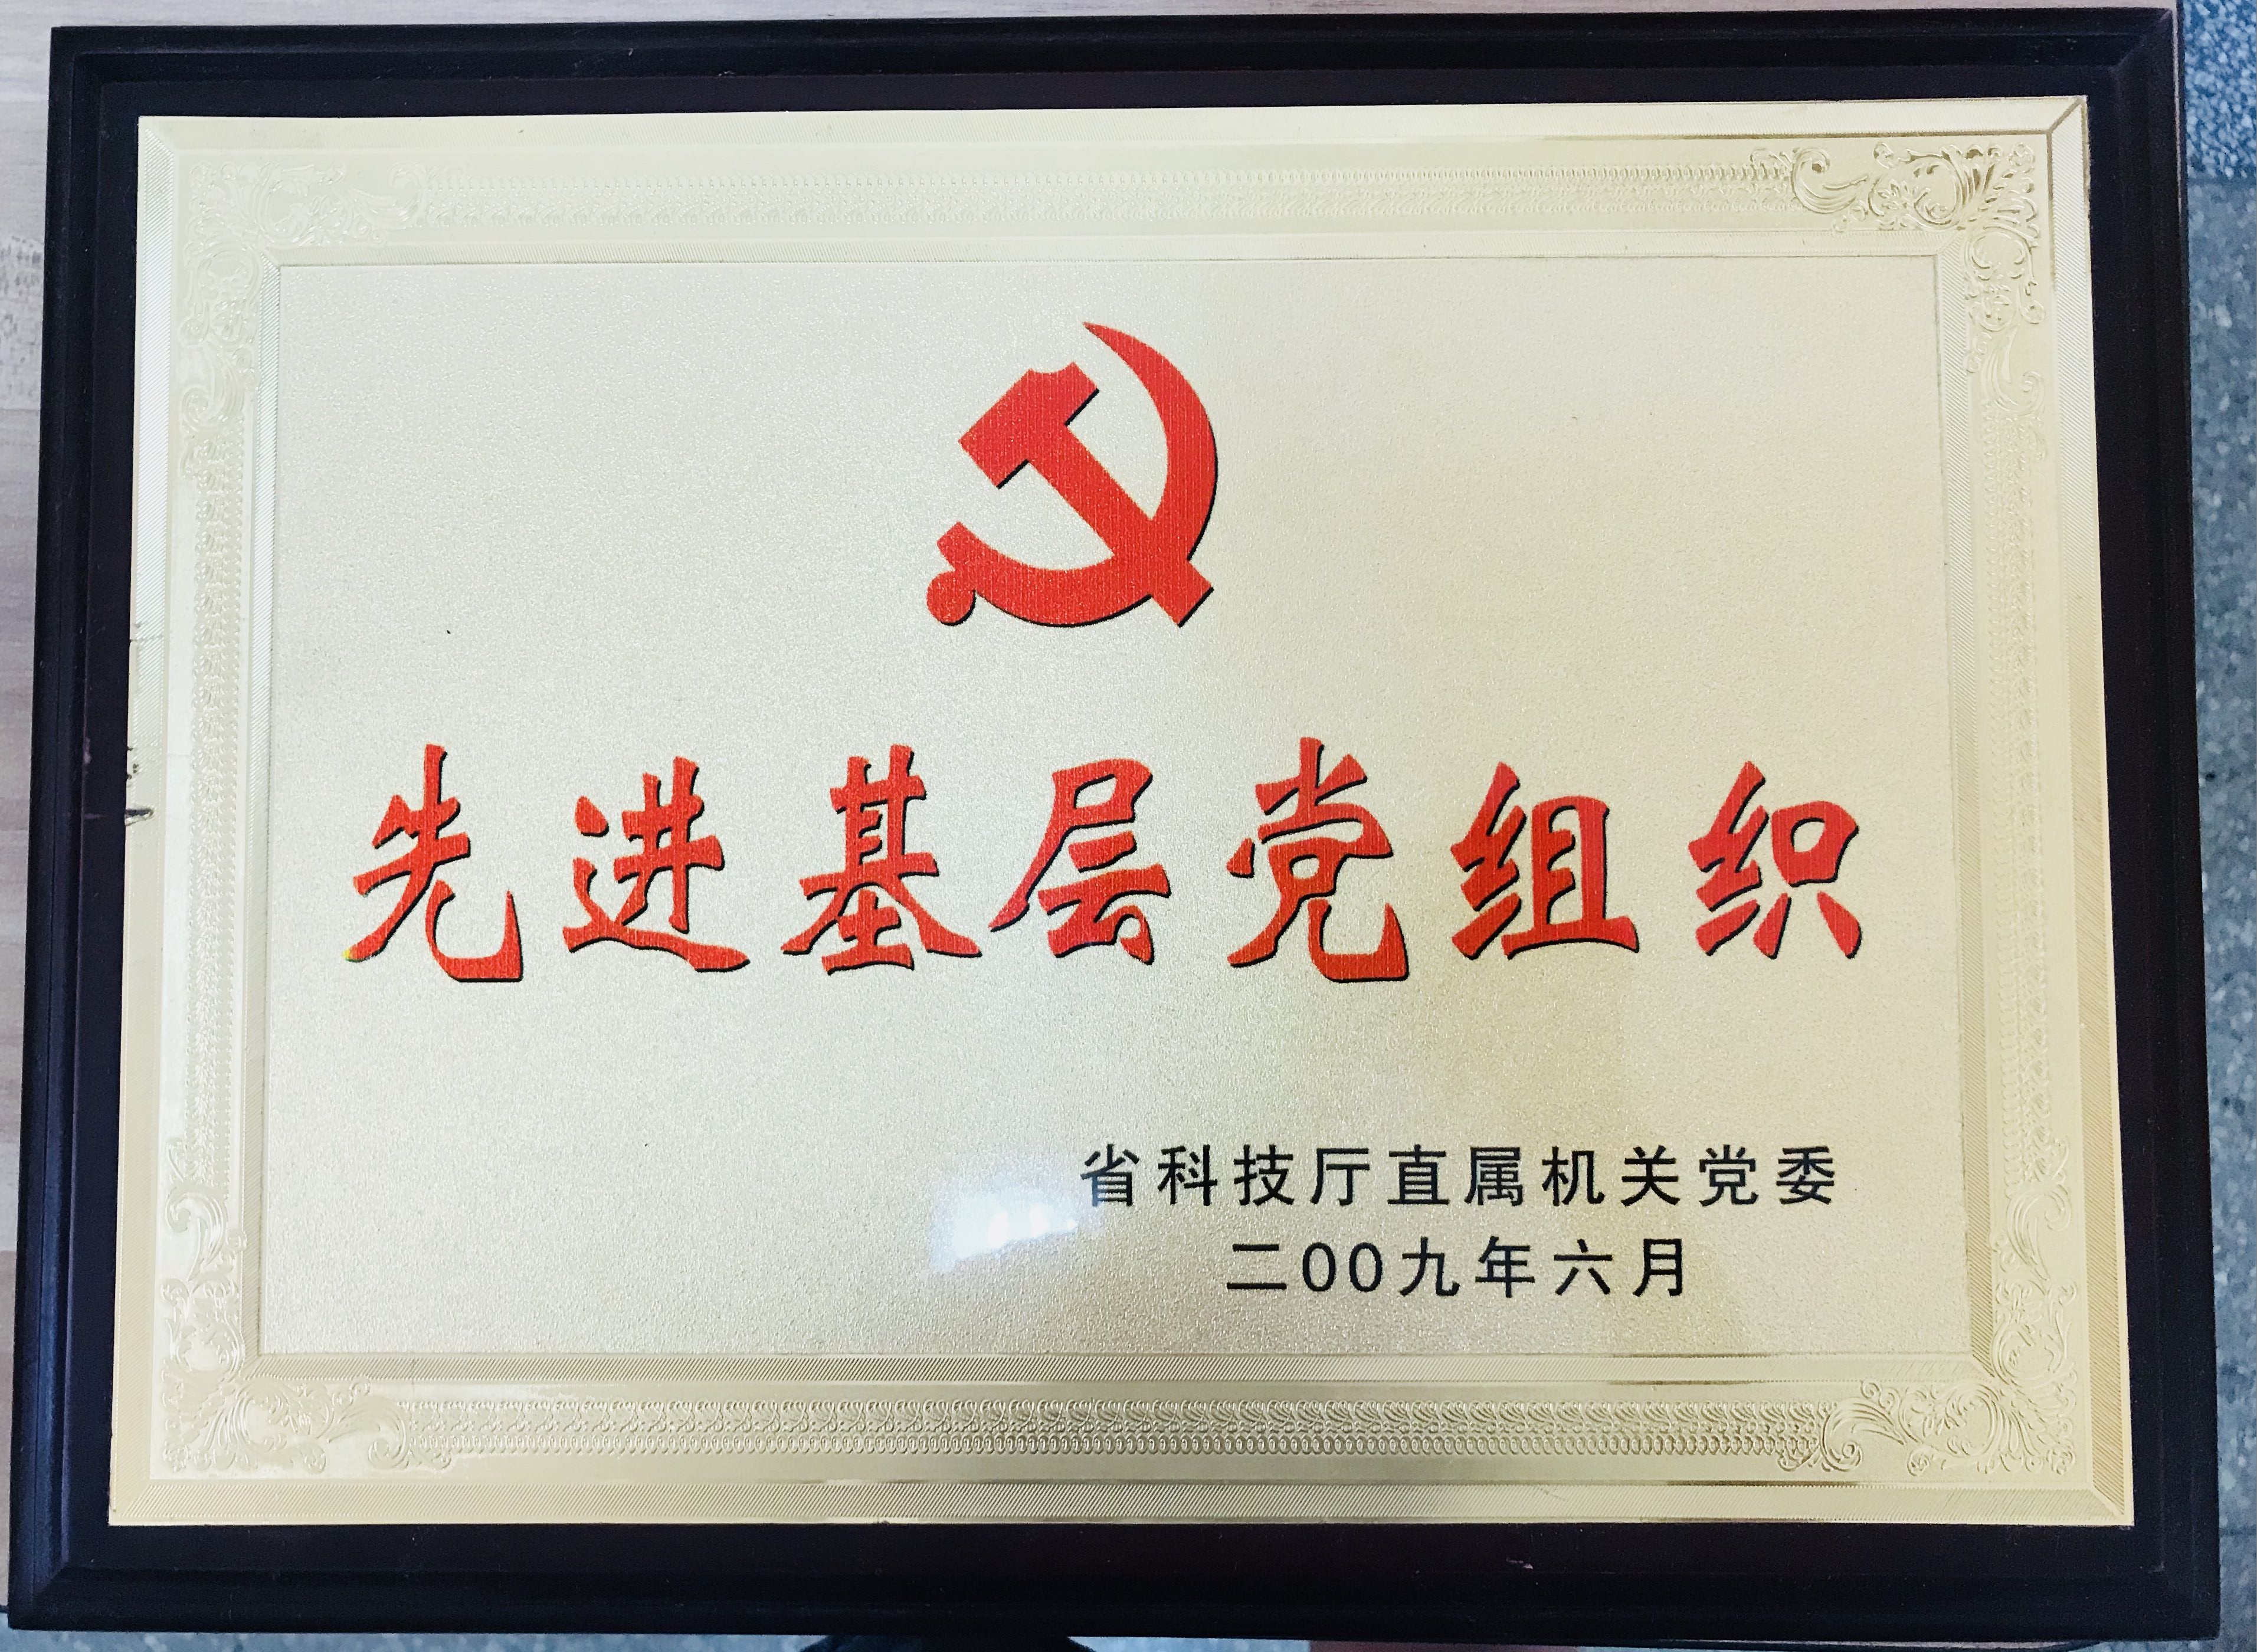 先进基层党组织
省科技厅直属机关党委
二00九年六月